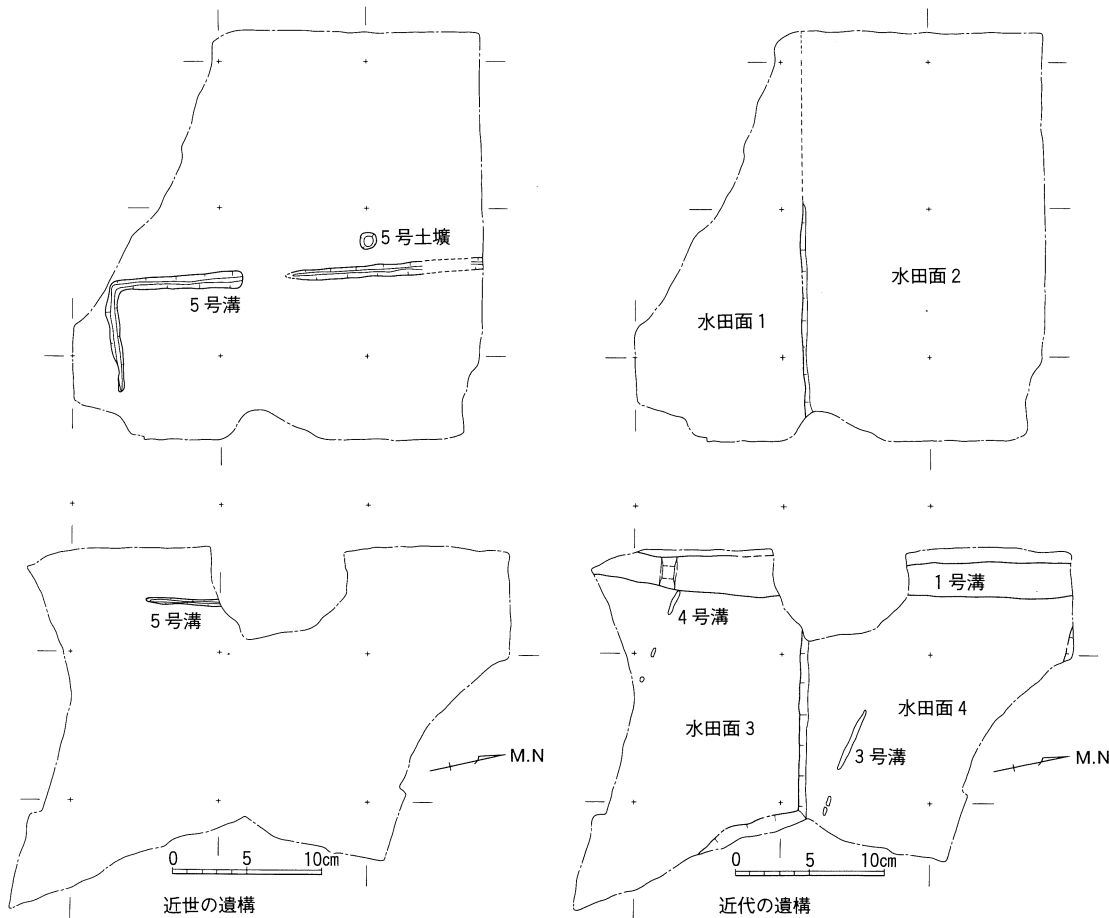 5号土壙
5号溝
水田面1
水田面2
5号溝
M.N
0 5 10cm
近世の遺構
1号溝
4号溝
水田面3
水田面4
3号溝
M.N
0 5 10cm
近代の遺構